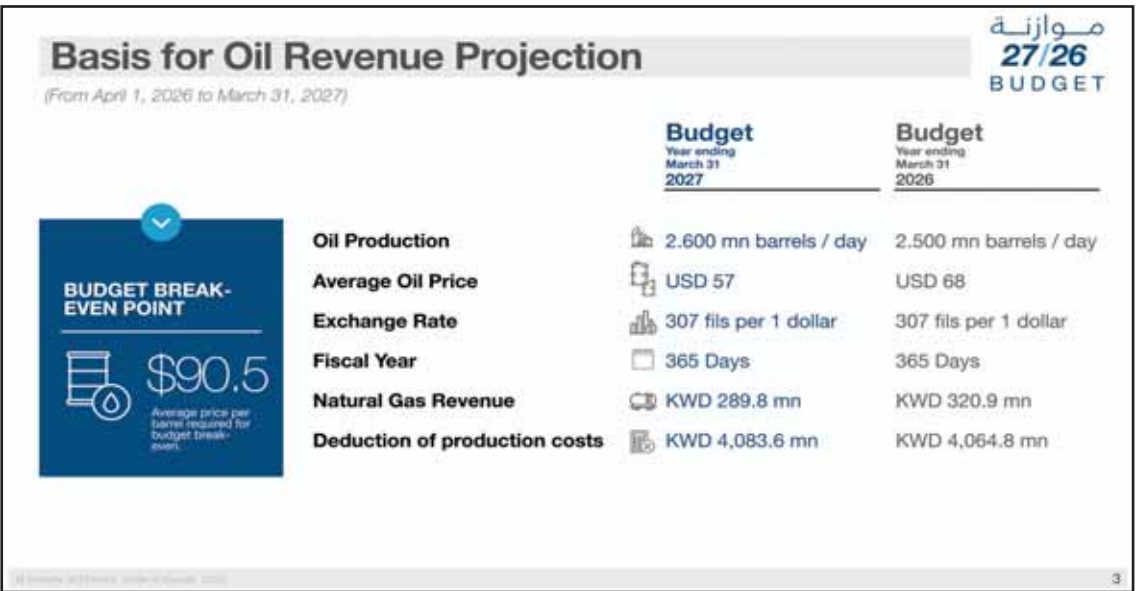 Basis for Oil Revenue Projection
(From April 1, 2026 to March 31, 2027)
موازنة
27/26
BUDGET
Budget
Year ending
March 31
2027
Budget
Year ending
March 31
2026
BUDGET BREAK-
EVEN POINT
$90.5
Average price per
barrel required for
budget break-
even.
Oil Production 2.600 mn barrels / day 2.500 mn barrels / day
Average Oil Price USD 57 USD 68
Exchange Rate 307 fils per 1 dollar 307 fils per 1 dollar
Fiscal Year 365 Days 365 Days
Natural Gas Revenue KWD 289.8 mn KWD 320.9 mn
Deduction of production costs KWD 4,083.6 mn KWD 4,064.8 mn
3